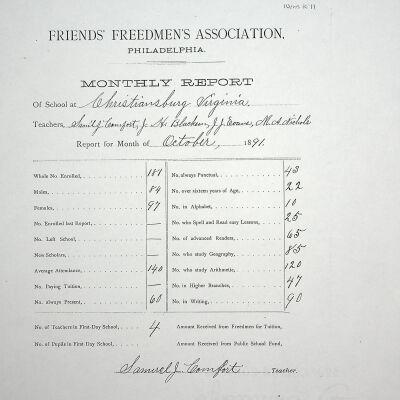 FRIENDS' FREEDMEN'S ASSOCIATION,
PHILADELPHIA.
MONTHLY REPORT
Of School at Christiansburg Virginia,
Teachers, Saml J. Comfort, J. H. Blackwn, J. J. Evans, M. A. Nichols
Report for Month of October, 1891.
Whole No. Enrolled, 181
Males, 84
Females, 97
No. Enrolled last Report, —
No. Left School, —
New Scholars, —
Average Attendance, 140
No. Paying Tuition, —
No. always Present, 60
No. always Punctual, 43
No. over sixteen years of Age, 22
No. in Alphabet, 10
No. who Spell and Read easy Lessons, 25
No. of advanced Readers, 65
No. who study Geography, 85
No. who study Arithmetic, 120
No. in Higher Branches, 47
No. in Writing, 90
No. of Teachers in First-Day School, 4
No. of Pupils in First Day School,
Amount Received from Freedmen for Tuition,
Amount Received from Public School Fund,
Samuel J. Comfort Teacher.